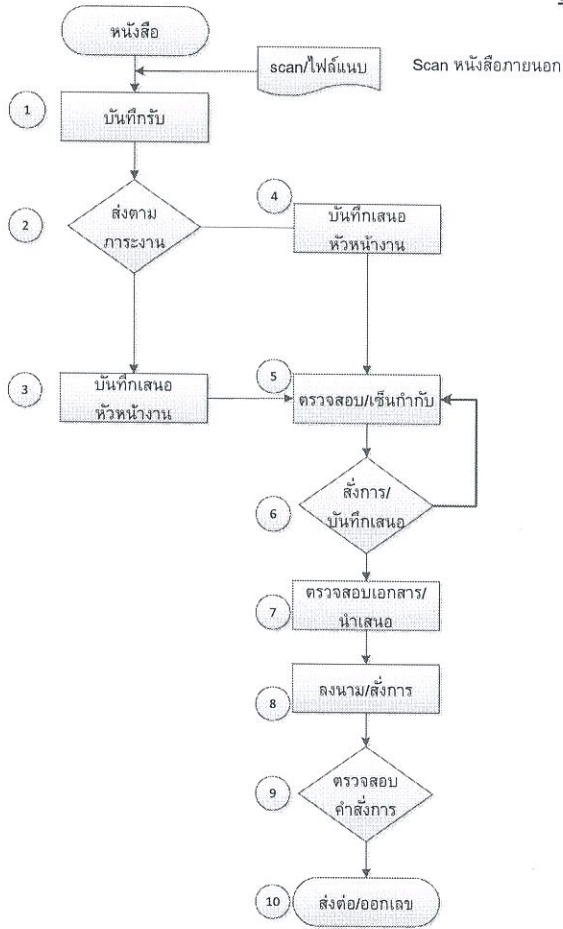 หนังสือ
scan/ไฟล์แนบ
Scan หนังสือภายนอก
1
บันทึกรับ
2
ส่งตาม
ภาระงาน
4
บันทึกเสนอ
หัวหน้างาน
3
บันทึกเสนอ
หัวหน้างาน
5
ตรวจสอบ/เซ็นกำกับ
6
สั่งการ/
บันทึกเสนอ
7
ตรวจสอบเอกสาร/
นำเสนอ
8
ลงนาม/สั่งการ
9
ตรวจสอบ
คำสั่งการ
10
ส่งต่อ/ออกเลข